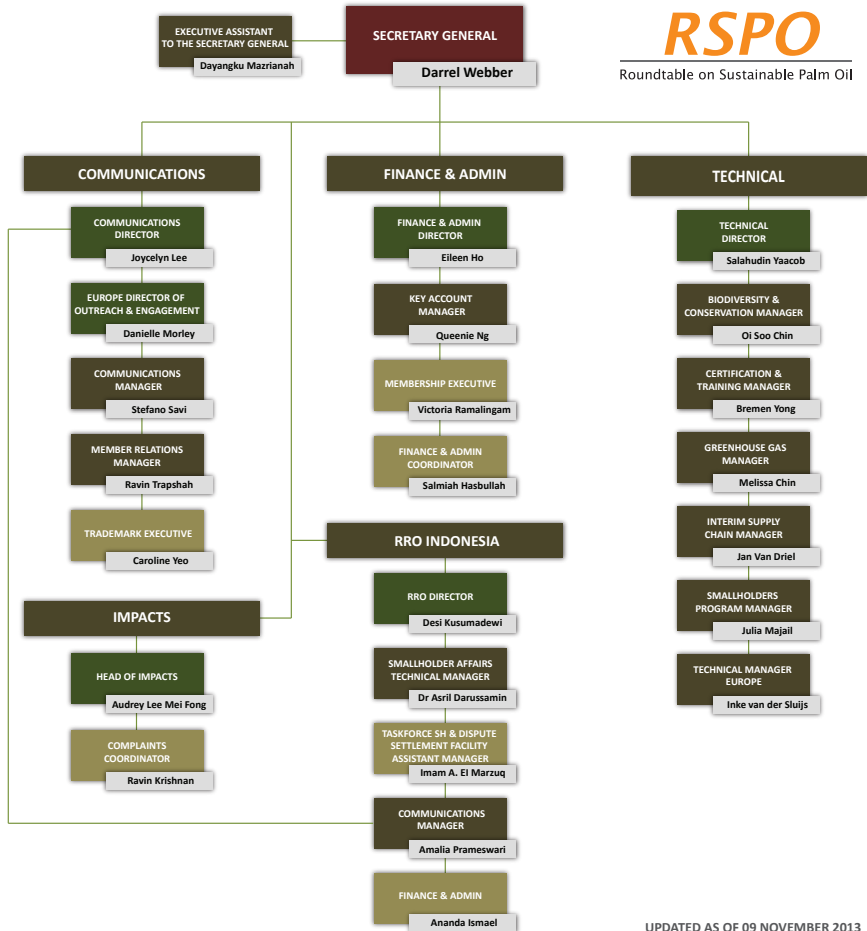 EXECUTIVE ASSISTANT
TO THE SECRETARY GENERAL
Dayangku Mazrianah
SECRETARY GENERAL
Darrel Webber
RSPO
Roundtable on Sustainable Palm Oil
COMMUNICATIONS
COMMUNICATIONS
DIRECTOR
Joycelyn Lee
EUROPE DIRECTOR OF
OUTREACH & ENGAGEMENT
Danielle Morley
COMMUNICATIONS
MANAGER
Stefano Savi
MEMBER RELATIONS
MANAGER
Ravin Trapshah
TRADEMARK EXECUTIVE
Caroline Yeo
IMPACTS
HEAD OF IMPACTS
Audrey Lee Mei Fong
COMPLAINTS
COORDINATOR
Ravin Krishnan
FINANCE & ADMIN
FINANCE & ADMIN
DIRECTOR
Eileen Ho
KEY ACCOUNT
MANAGER
Queenie Ng
MEMBERSHIP EXECUTIVE
Victoria Ramalingam
FINANCE & ADMIN
COORDINATOR
Salmiah Hasbullah
RRO INDONESIA
RRO DIRECTOR
Desi Kusumadewi
SMALLHOLDER AFFAIRS
TECHNICAL MANAGER
Dr Asril Darussamin
TASKFORCE SH & DISPUTE
SETTLEMENT FACILITY
ASSISTANT MANAGER
Imam A. El Marzuq
COMMUNICATIONS
MANAGER
Amalia Prameswari
FINANCE & ADMIN
Ananda Ismael
TECHNICAL
TECHNICAL
DIRECTOR
Salahudin Yaacob
BIODIVERSITY &
CONSERVATION MANAGER
Oi Soo Chin
CERTIFICATION &
TRAINING MANAGER
Bremen Yong
GREENHOUSE GAS
MANAGER
Melissa Chin
INTERIM SUPPLY
CHAIN MANAGER
Jan Van Driel
SMALLHOLDERS
PROGRAM MANAGER
Julia Majail
TECHNICAL MANAGER
EUROPE
Inke van der Sluijs
UPDATED AS OF 09 NOVEMBER 2013